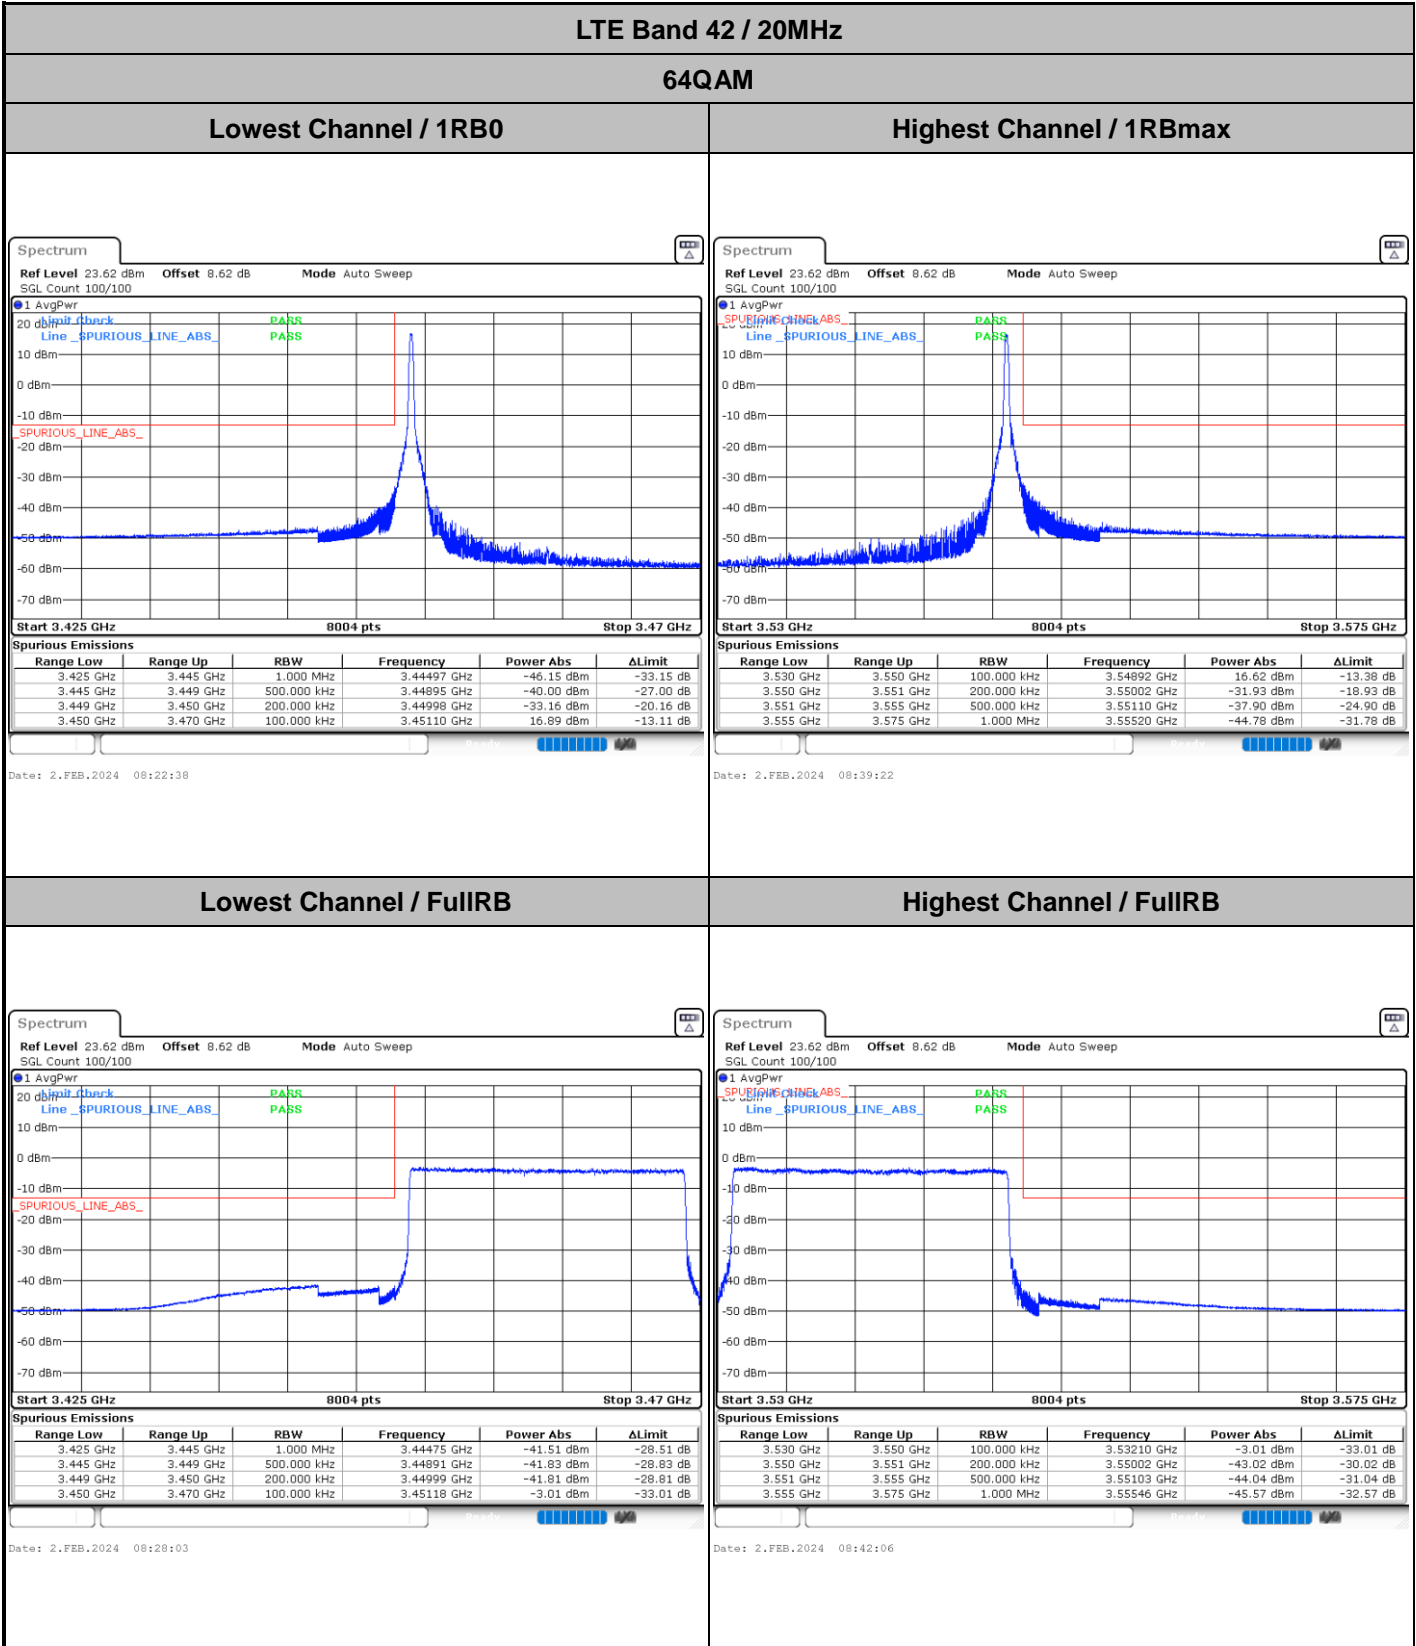 LTE Band 42 / 20MHz
64QAM
Lowest Channel / 1RB0
Highest Channel / 1RBmax
Spectrum
Ref Level 23.62 dBm Offset 8.62 dB Mode Auto Sweep
SGL Count 100/100
1 AvgPwr
20 dBm
Limit Check PASS
Line _SPURIOUS_LINE_ABS_ PASS
10 dBm
0 dBm
-10 dBm
_SPURIOUS_LINE_ABS_
-20 dBm
-30 dBm
-40 dBm
-50 dBm
-60 dBm
-70 dBm
Start 3.425 GHz 8004 pts Stop 3.47 GHz
Spurious Emissions
Range Low Range Up RBW Frequency Power Abs ΔLimit
3.425 GHz 3.445 GHz 1.000 MHz 3.44497 GHz -46.15 dBm -33.15 dB
3.445 GHz 3.449 GHz 500.000 kHz 3.44895 GHz -40.00 dBm -27.00 dB
3.449 GHz 3.450 GHz 200.000 kHz 3.44998 GHz -33.16 dBm -20.16 dB
3.450 GHz 3.470 GHz 100.000 kHz 3.45110 GHz 16.89 dBm -13.11 dB
Ready
Date: 2.FEB.2024 08:22:38
Spectrum
Ref Level 23.62 dBm Offset 8.62 dB Mode Auto Sweep
SGL Count 100/100
1 AvgPwr
_SPURIOUS_LINE_ABS_
20 dBm
Limit Check PASS
Line _SPURIOUS_LINE_ABS_ PASS
10 dBm
0 dBm
-10 dBm
-20 dBm
-30 dBm
-40 dBm
-50 dBm
-60 dBm
-70 dBm
Start 3.53 GHz 8004 pts Stop 3.575 GHz
Spurious Emissions
Range Low Range Up RBW Frequency Power Abs ΔLimit
3.530 GHz 3.550 GHz 100.000 kHz 3.54892 GHz 16.62 dBm -13.38 dB
3.550 GHz 3.551 GHz 200.000 kHz 3.55002 GHz -31.93 dBm -18.93 dB
3.551 GHz 3.555 GHz 500.000 kHz 3.55110 GHz -37.90 dBm -24.90 dB
3.555 GHz 3.575 GHz 1.000 MHz 3.55520 GHz -44.78 dBm -31.78 dB
Ready
Date: 2.FEB.2024 08:39:22
Lowest Channel / FullRB
Highest Channel / FullRB
Spectrum
Ref Level 23.62 dBm Offset 8.62 dB Mode Auto Sweep
SGL Count 100/100
1 AvgPwr
20 dBm
Limit Check PASS
Line _SPURIOUS_LINE_ABS_ PASS
10 dBm
0 dBm
-10 dBm
_SPURIOUS_LINE_ABS_
-20 dBm
-30 dBm
-40 dBm
-50 dBm
-60 dBm
-70 dBm
Start 3.425 GHz 8004 pts Stop 3.47 GHz
Spurious Emissions
Range Low Range Up RBW Frequency Power Abs ΔLimit
3.425 GHz 3.445 GHz 1.000 MHz 3.44475 GHz -41.51 dBm -28.51 dB
3.445 GHz 3.449 GHz 500.000 kHz 3.44891 GHz -41.83 dBm -28.83 dB
3.449 GHz 3.450 GHz 200.000 kHz 3.44999 GHz -41.81 dBm -28.81 dB
3.450 GHz 3.470 GHz 100.000 kHz 3.45118 GHz -3.01 dBm -33.01 dB
Ready
Date: 2.FEB.2024 08:28:03
Spectrum
Ref Level 23.62 dBm Offset 8.62 dB Mode Auto Sweep
SGL Count 100/100
1 AvgPwr
_SPURIOUS_LINE_ABS_
20 dBm
Limit Check PASS
Line _SPURIOUS_LINE_ABS_ PASS
10 dBm
0 dBm
-10 dBm
-20 dBm
-30 dBm
-40 dBm
-50 dBm
-60 dBm
-70 dBm
Start 3.53 GHz 8004 pts Stop 3.575 GHz
Spurious Emissions
Range Low Range Up RBW Frequency Power Abs ΔLimit
3.530 GHz 3.550 GHz 100.000 kHz 3.53210 GHz -3.01 dBm -33.01 dB
3.550 GHz 3.551 GHz 200.000 kHz 3.55002 GHz -43.02 dBm -30.02 dB
3.551 GHz 3.555 GHz 500.000 kHz 3.55103 GHz -44.04 dBm -31.04 dB
3.555 GHz 3.575 GHz 1.000 MHz 3.55546 GHz -45.57 dBm -32.57 dB
Ready
Date: 2.FEB.2024 08:42:06